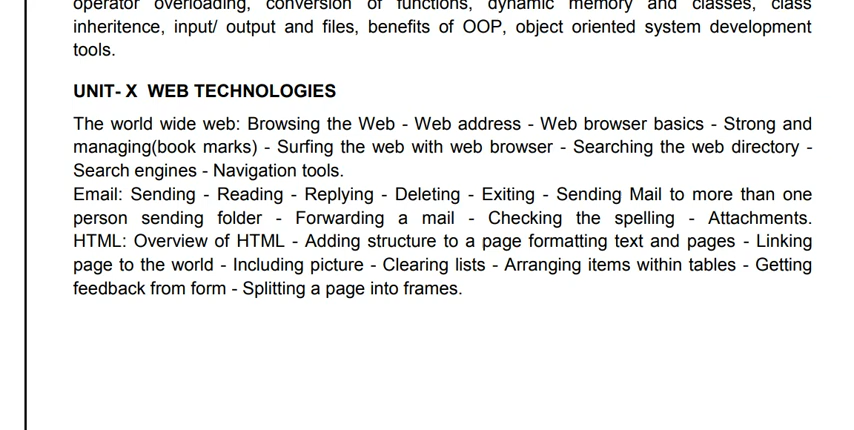 operator overloading, conversion of functions, dynamic memory and classes, class
inheritence, input/ output and files, benefits of OOP, object oriented system development
tools.
UNIT- X WEB TECHNOLOGIES
The world wide web: Browsing the Web - Web address - Web browser basics - Strong and
managing(book marks) - Surfing the web with web browser - Searching the web directory -
Search engines - Navigation tools.
Email: Sending - Reading - Replying - Deleting - Exiting - Sending Mail to more than one
person sending folder - Forwarding a mail - Checking the spelling - Attachments.
HTML: Overview of HTML - Adding structure to a page formatting text and pages - Linking
page to the world - Including picture - Clearing lists - Arranging items within tables - Getting
feedback from form - Splitting a page into frames.